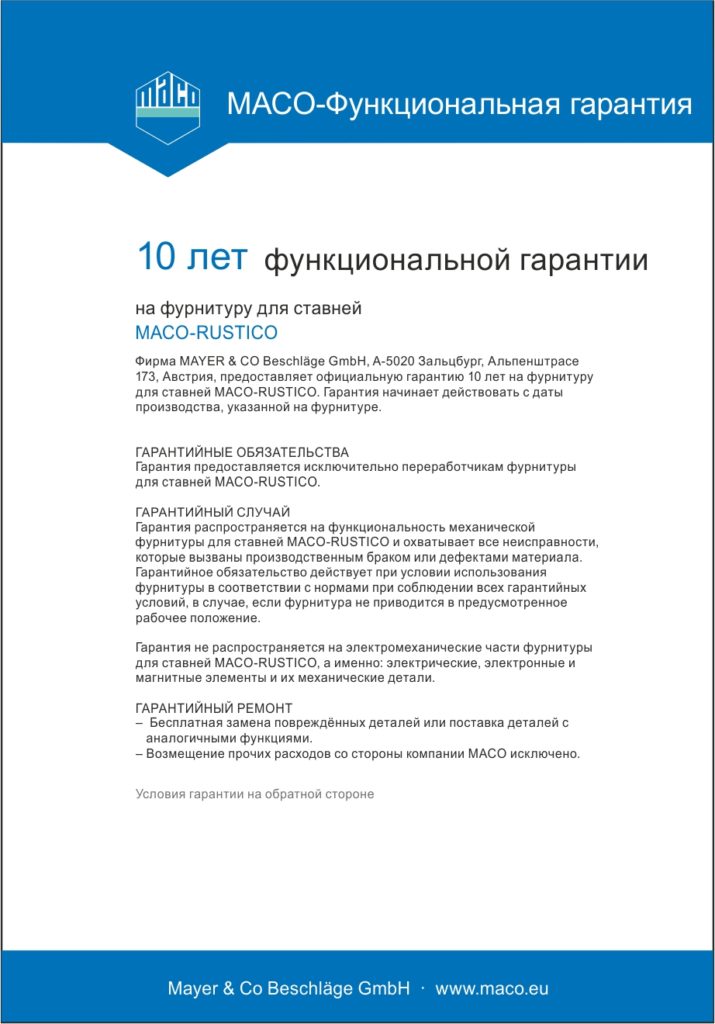 maco
MACO-Функциональная гарантия
10 лет функциональной гарантии
на фурнитуру для ставней
MACO-RUSTICO
Фирма MAYER & CO Beschläge GmbH, A-5020 Зальцбург, Альпенштрасе
173, Австрия, предоставляет официальную гарантию 10 лет на фурнитуру
для ставней MACO-RUSTICO. Гарантия начинает действовать с даты
производства, указанной на фурнитуре.
ГАРАНТИЙНЫЕ ОБЯЗАТЕЛЬСТВА
Гарантия предоставляется исключительно переработчикам фурнитуры
для ставней MACO-RUSTICO.
ГАРАНТИЙНЫЙ СЛУЧАЙ
Гарантия распространяется на функциональность механической
фурнитуры для ставней MACO-RUSTICO и охватывает все неисправности,
которые вызваны производственным браком или дефектами материала.
Гарантийное обязательство действует при условии использования
фурнитуры в соответствии с нормами при соблюдении всех гарантийных
условий, в случае, если фурнитура не приводится в предусмотренное
рабочее положение.
Гарантия не распространяется на электромеханические части фурнитуры
для ставней MACO-RUSTICO, а именно: электрические, электронные и
магнитные элементы и их механические детали.
ГАРАНТИЙНЫЙ РЕМОНТ
– Бесплатная замена повреждённых деталей или поставка деталей с
аналогичными функциями.
– Возмещение прочих расходов со стороны компании MACO исключено.
Условия гарантии на обратной стороне
Mayer & Co Beschläge GmbH · www.maco.eu